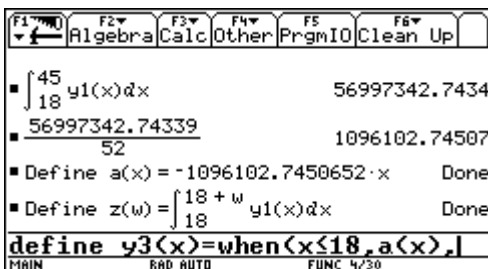 F1 F2 Algebra F3 Calc F4 Other F5 PrgmIO F6 Clean Up
∫45 18 y1(x)dx 56997342.7434
56997342.74339 / 52 1096102.74507
Define a(x)=-1096102.7450652·x Done
Define z(w)=∫18+w 18 y1(x)dx Done
define y3(x)=when(x≤18,a(x),
MAIN RAD AUTO FUNC 4/30